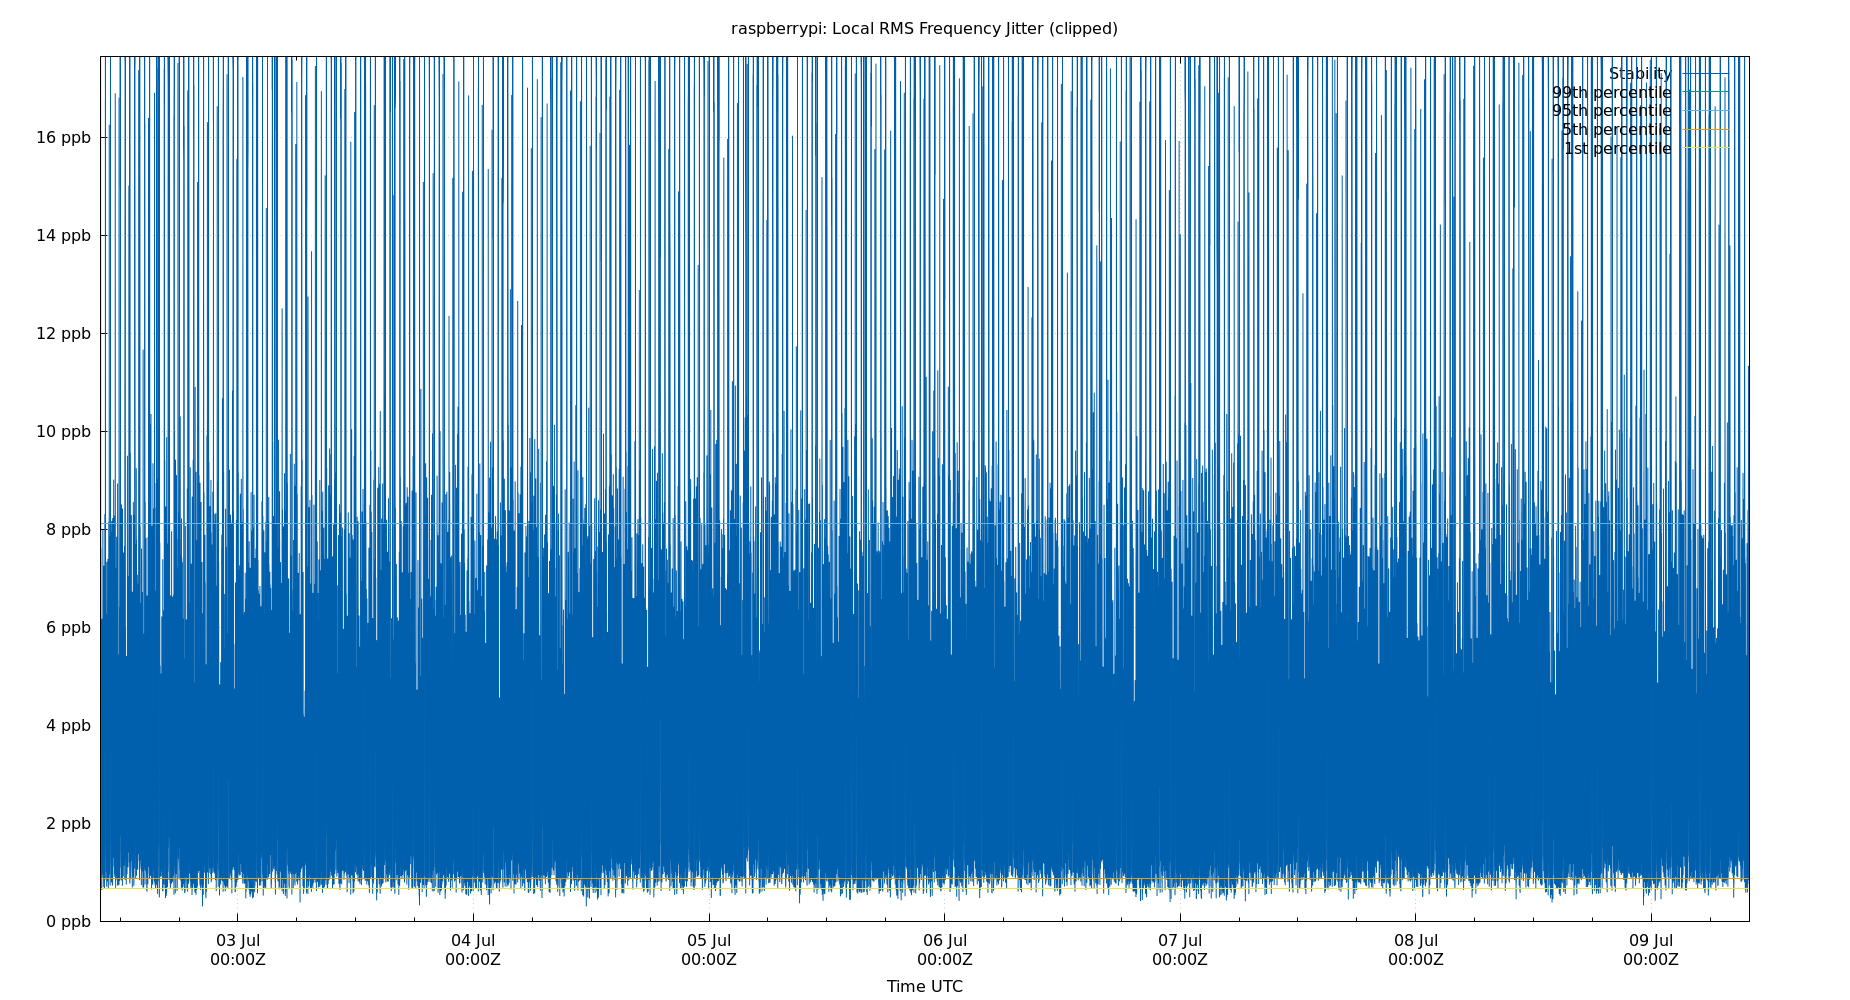 raspberrypi: Local RMS Frequency Jitter (clipped)
Stability
99th percentile
95th percentile
5th percentile
1st percentile
16 ppb
14 ppb
12 ppb
10 ppb
8 ppb
6 ppb
4 ppb
2 ppb
0 ppb
03 Jul 04 Jul 05 Jul 06 Jul 07 Jul 08 Jul 09 Jul
00:00Z 00:00Z 00:00Z 00:00Z 00:00Z 00:00Z 00:00Z
Time UTC